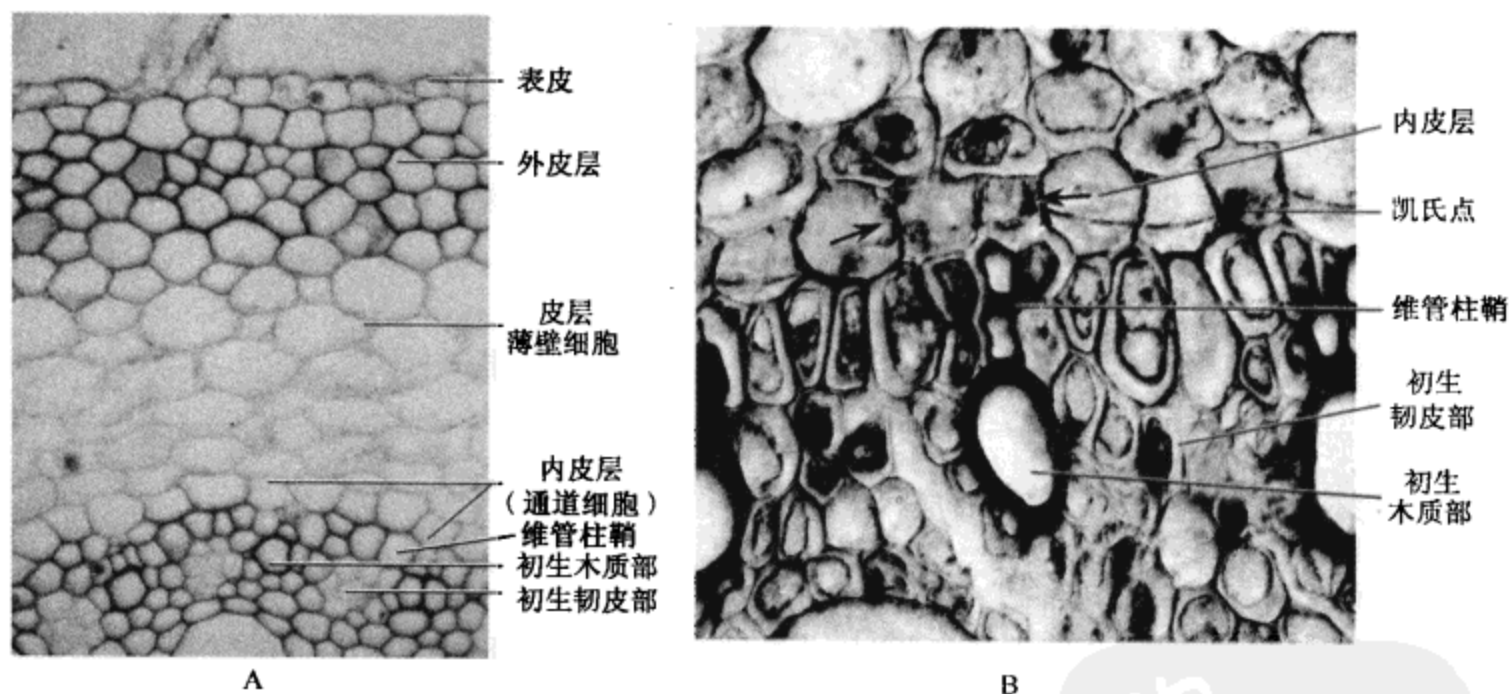 表皮
外皮层
皮层
薄壁细胞
内皮层
（通道细胞）
维管柱鞘
初生木质部
初生韧皮部
A
内皮层
凯氏点
维管柱鞘
初生
韧皮部
初生
木质部
B